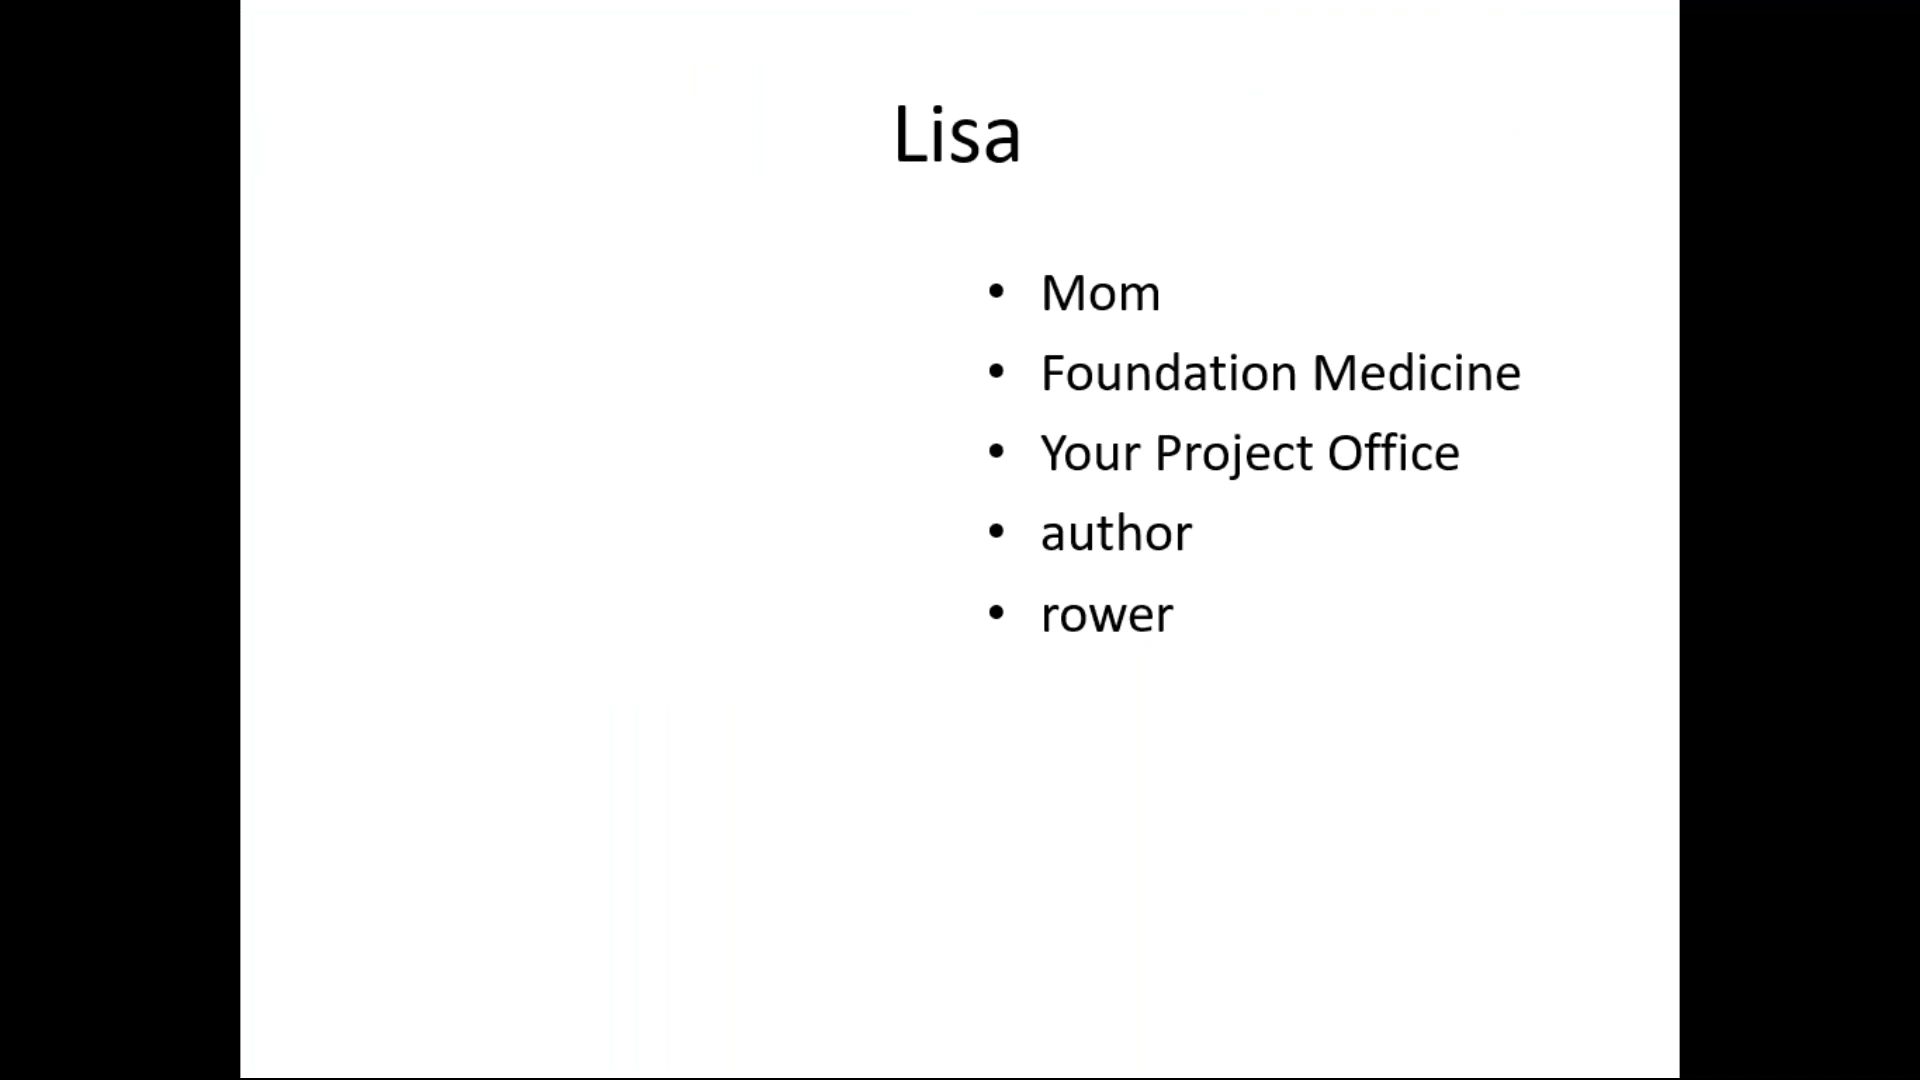 Lisa
• Mom
• Foundation Medicine
• Your Project Office
• author
• rower